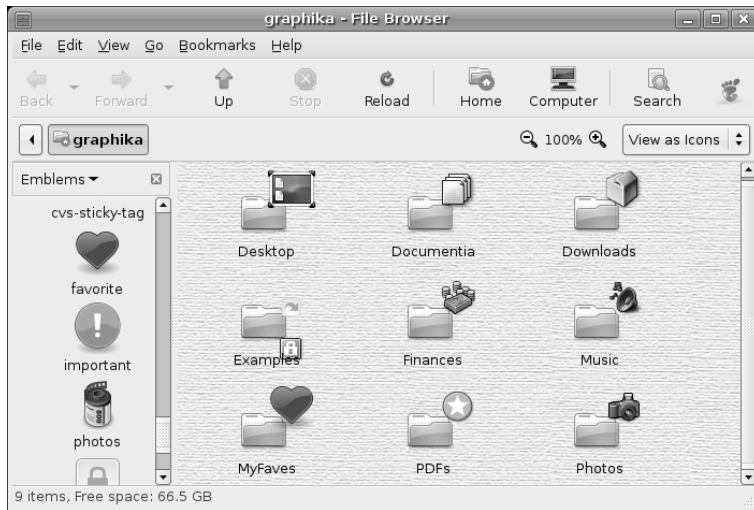 graphika - File Browser
File Edit View Go Bookmarks Help
Back Forward Up Stop Reload Home Computer Search
graphika 100% View as Icons
Emblems
cvs-sticky-tag
favorite
important
photos
Desktop Documentia Downloads
Examples Finances Music
MyFaves PDFs Photos
9 items, Free space: 66.5 GB